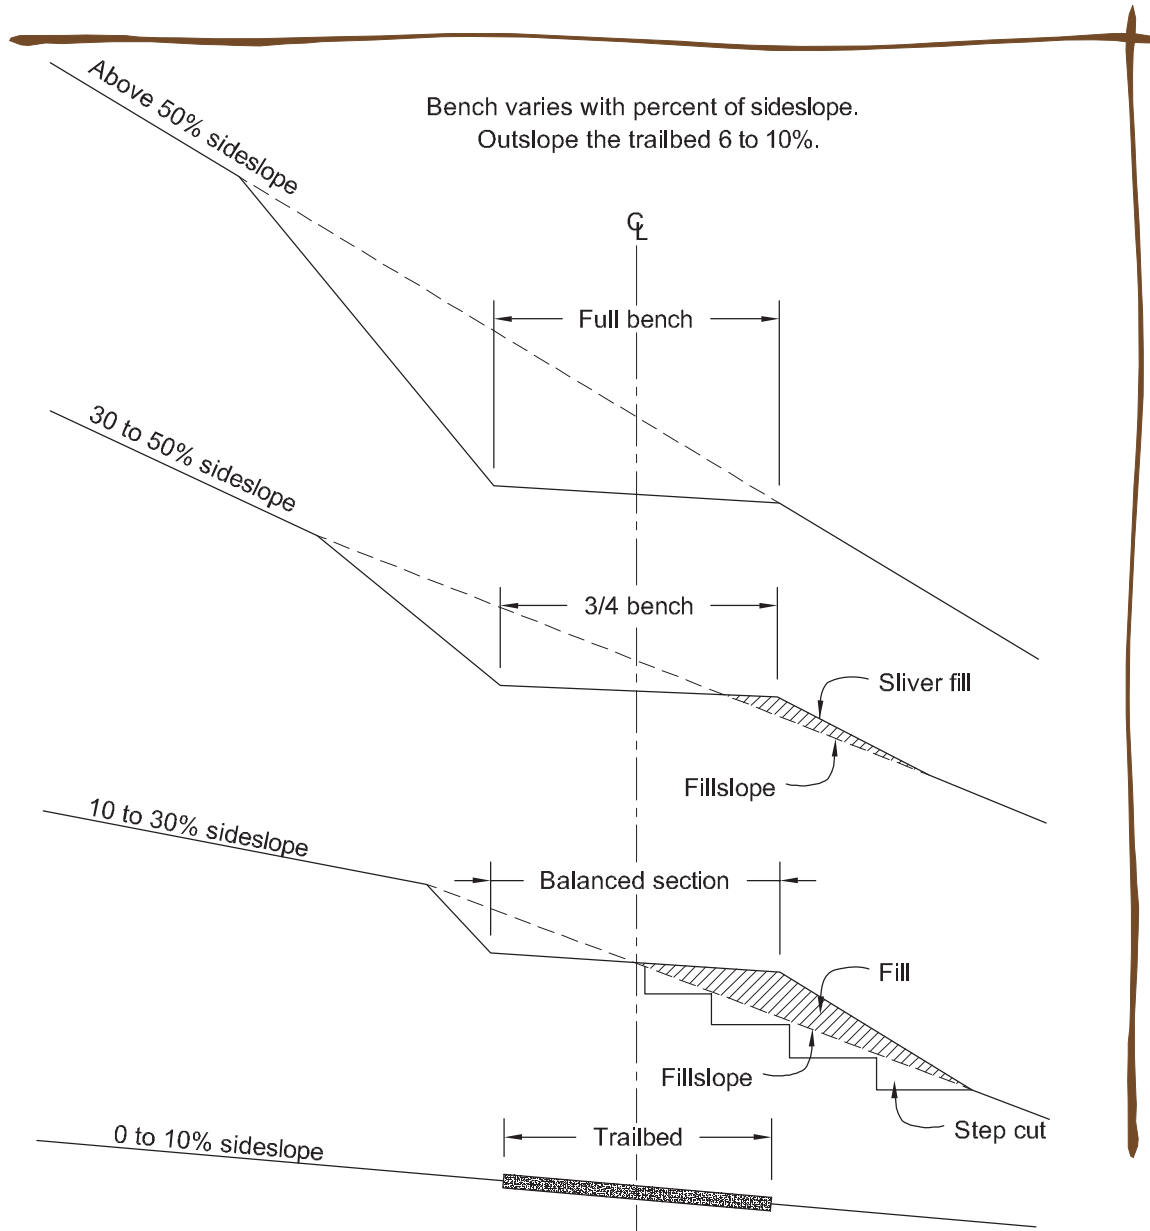 Above 50% sideslope
Bench varies with percent of sideslope.
Outslope the trailbed 6 to 10%.
℄
Full bench
30 to 50% sideslope
3/4 bench
Sliver fill
Fillslope
10 to 30% sideslope
Balanced section
Fill
Fillslope
Step cut
0 to 10% sideslope
Trailbed